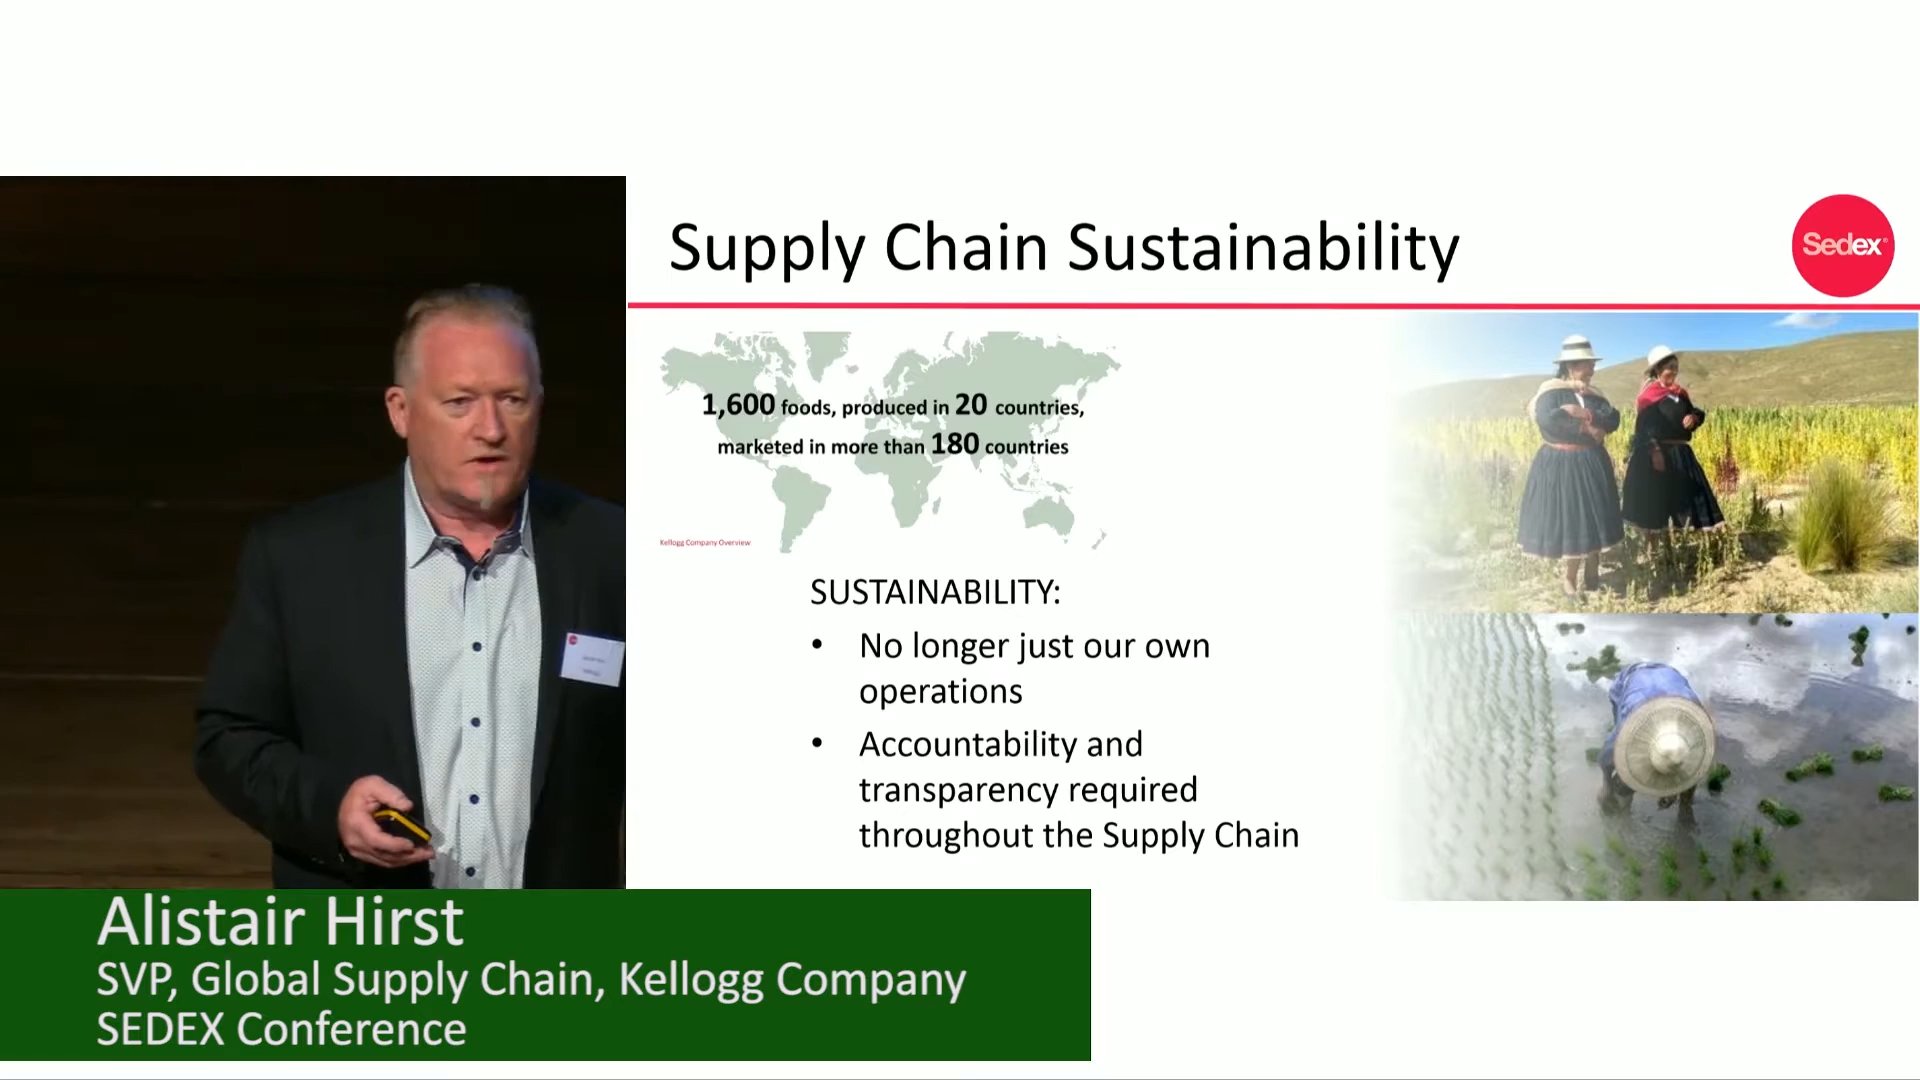 Supply Chain Sustainability
Sedex
1,600 foods, produced in 20 countries,
marketed in more than 180 countries
Kellogg Company Overview
SUSTAINABILITY:
• No longer just our own
operations
• Accountability and
transparency required
throughout the Supply Chain
Alistair Hirst
SVP, Global Supply Chain, Kellogg Company
SEDEX Conference